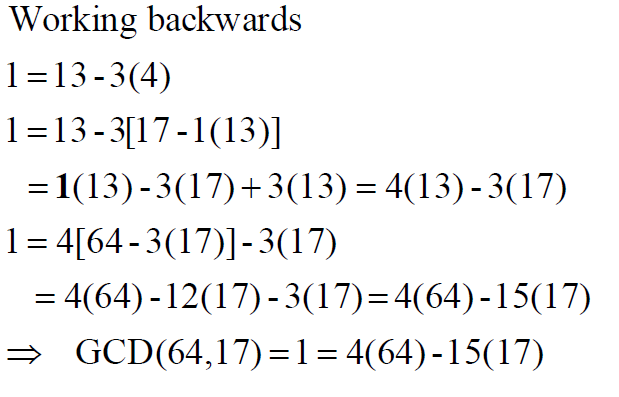 Working backwards
1 = 13 - 3(4)
1 = 13 - 3[17 - 1(13)]
= 1(13) - 3(17) + 3(13) = 4(13) - 3(17)
1 = 4[64 - 3(17)] - 3(17)
= 4(64) - 12(17) - 3(17) = 4(64) - 15(17)
⇒ GCD(64,17) = 1 = 4(64) - 15(17)